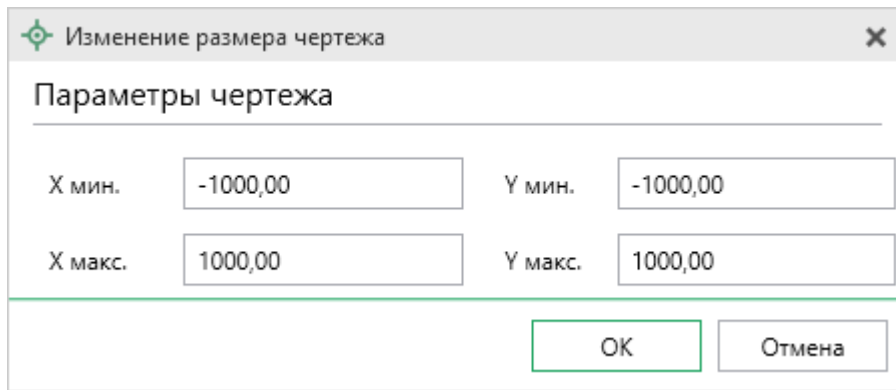 Изменение размера чертежа
Параметры чертежа
X мин. -1000,00 Y мин. -1000,00
X макс. 1000,00 Y макс. 1000,00
OK Отмена